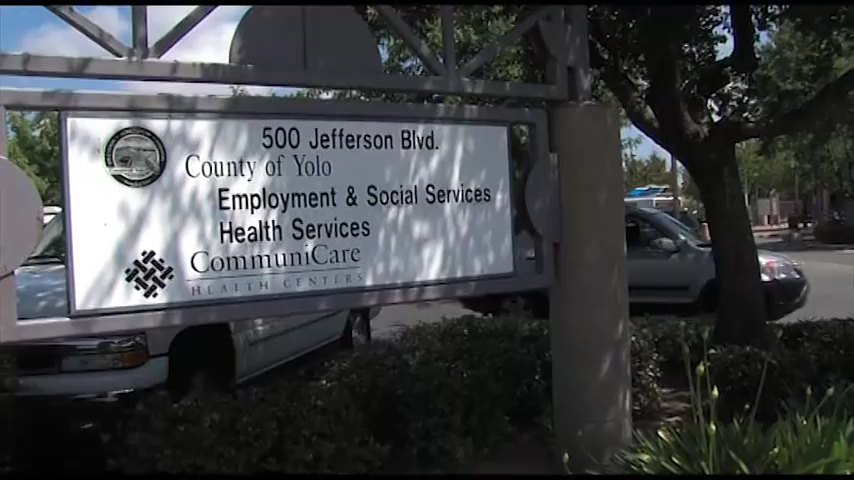 500 Jefferson Blvd.
County of Yolo
Employment & Social Services
Health Services
CommuniCare
HEALTH CENTERS